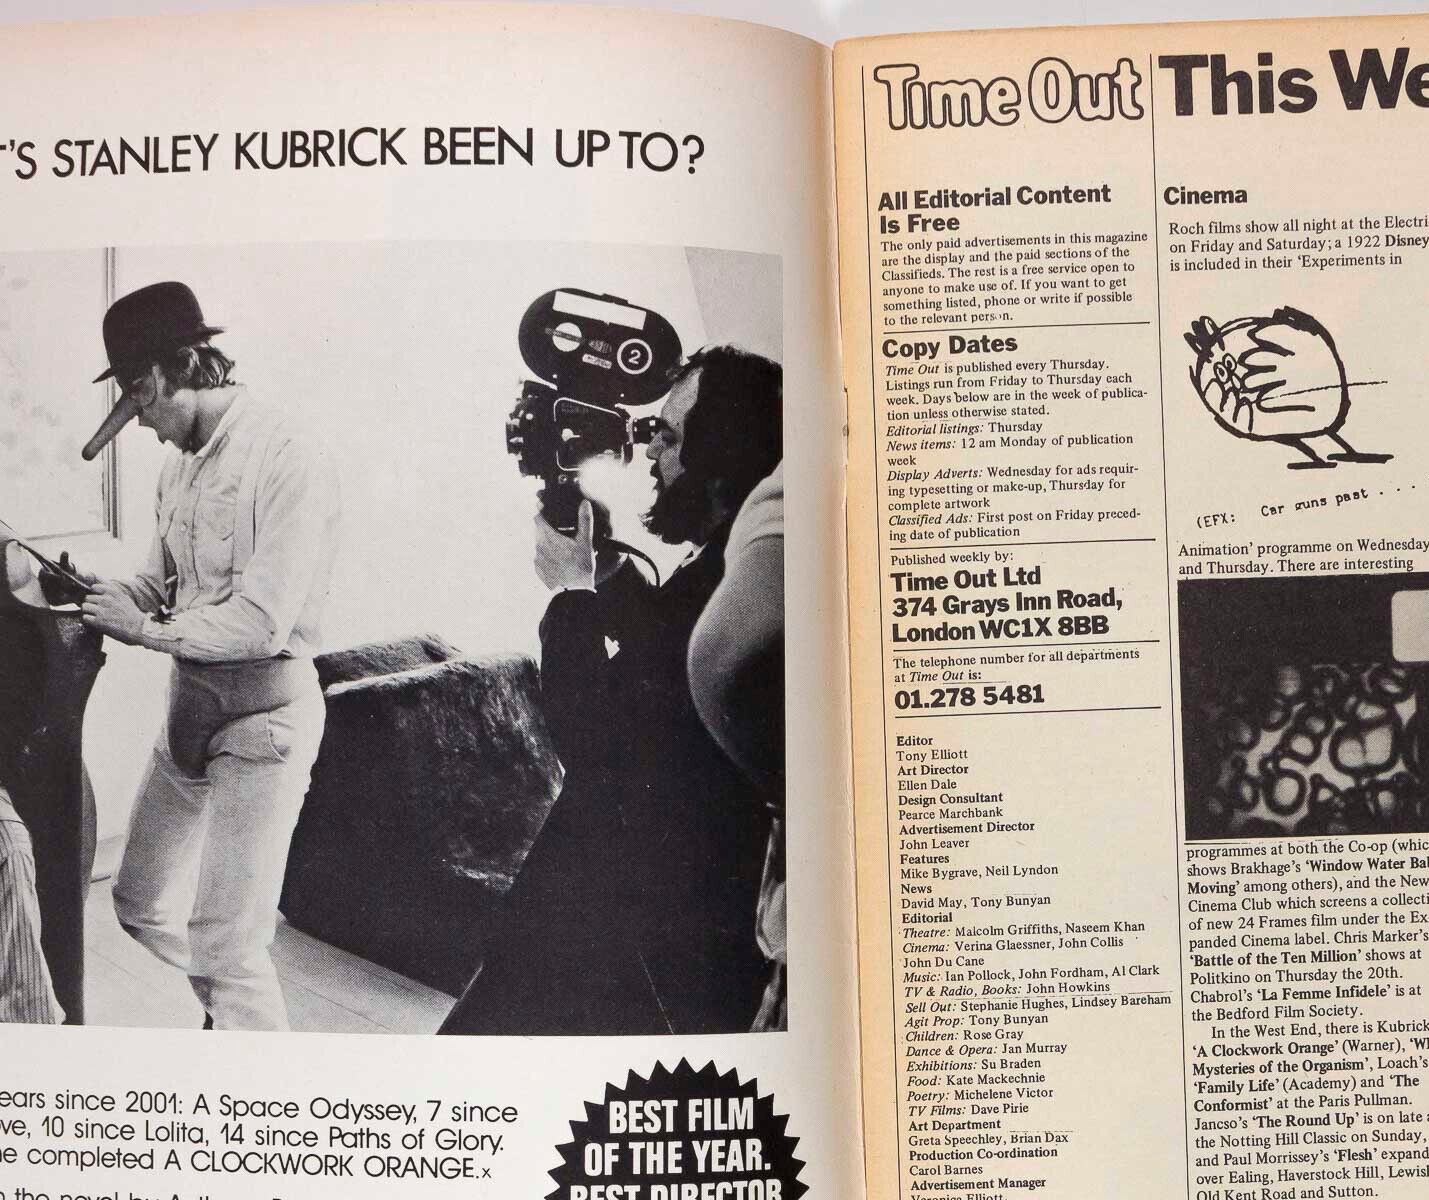 'S STANLEY KUBRICK BEEN UP TO?
2
ears since 2001: A Space Odyssey, 7 since
ve, 10 since Lolita, 14 since Paths of Glory.
e completed A CLOCKWORK ORANGE.x
the novel by
BEST FILM
OF THE YEAR.
BEST DIRECTOR
Time Out
This We
All Editorial Content
Is Free
The only paid advertisements in this magazine
are the display and the paid sections of the
Classifieds. The rest is a free service open to
anyone to make use of. If you want to get
something listed, phone or write if possible
to the relevant person.
Copy Dates
Time Out is published every Thursday.
Listings run from Friday to Thursday each
week. Days below are in the week of publica-
tion unless otherwise stated.
Editorial listings: Thursday
News items: 12 am Monday of publication
week
Display Adverts: Wednesday for ads requir-
ing typesetting or make-up, Thursday for
complete artwork
Classified Ads: First post on Friday preced-
ing date of publication
Published weekly by:
Time Out Ltd
374 Grays Inn Road,
London WC1X 8BB
The telephone number for all departments
at Time Out is:
01.278 5481
Editor
Tony Elliott
Art Director
Ellen Dale
Design Consultant
Pearce Marchbank
Advertisement Director
John Leaver
Features
Mike Bygrave, Neil Lyndon
News
David May, Tony Bunyan
Editorial
Theatre: Malcolm Griffiths, Naseem Khan
Cinema: Verina Glaessner, John Collis
John Du Cane
Music: Ian Pollock, John Fordham, Al Clark
TV & Radio, Books: John Howkins
Sell Out: Stephanie Hughes, Lindsey Bareham
Agit Prop: Tony Bunyan
Children: Rose Gray
Dance & Opera: Jan Murray
Exhibitions: Su Braden
Food: Kate Mackechnie
Poetry: Michelene Victor
TV Films: Dave Pirie
Art Department
Greta Speechley, Brian Dax
Production Co-ordination
Carol Barnes
Advertisement Manager
Veronica Elliott,
Cinema
Roch films show all night at the Electri
on Friday and Saturday; a 1922 Disney
is included in their 'Experiments in
(EFX: Car guns past . . .
Animation' programme on Wednesday
and Thursday. There are interesting
programmes at both the Co-op (whic
shows Brakhage's 'Window Water Bab
Moving' among others), and the New
Cinema Club which screens a collecti
of new 24 Frames film under the Ex-
panded Cinema label. Chris Marker's
'Battle of the Ten Million' shows at
Politkino on Thursday the 20th.
Chabrol's 'La Femme Infidele' is at
the Bedford Film Society.
In the West End, there is Kubrick
'A Clockwork Orange' (Warner), 'W
Mysteries of the Organism', Loach's
'Family Life' (Academy) and 'The
Conformist' at the Paris Pullman.
Jancso's 'The Round Up' is on late a
the Notting Hill Classic on Sunday,
and Paul Morrissey's 'Flesh' expand
over Ealing, Haverstock Hill, Lewis
Old Kent Road and Sutton.